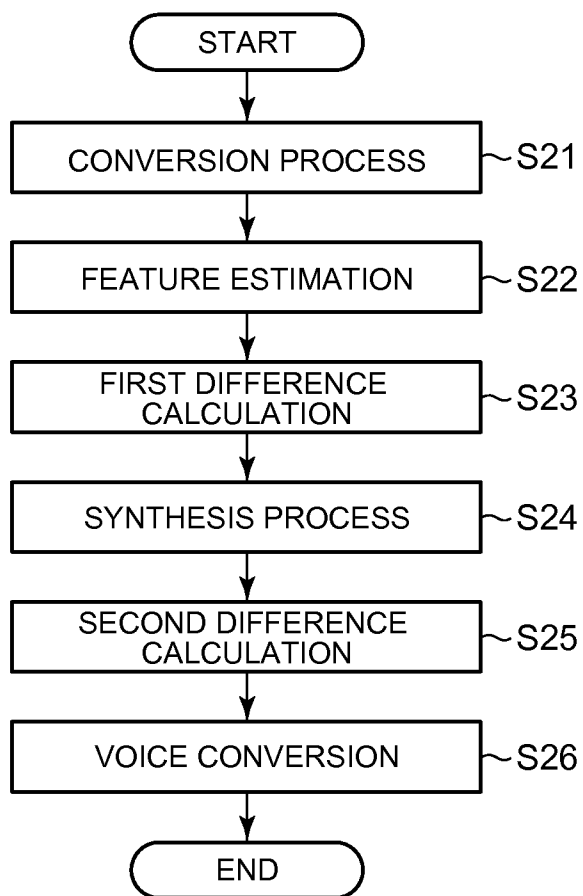 START
CONVERSION PROCESS
S21
FEATURE ESTIMATION
S22
FIRST DIFFERENCE
CALCULATION
S23
SYNTHESIS PROCESS
S24
SECOND DIFFERENCE
CALCULATION
S25
VOICE CONVERSION
S26
END